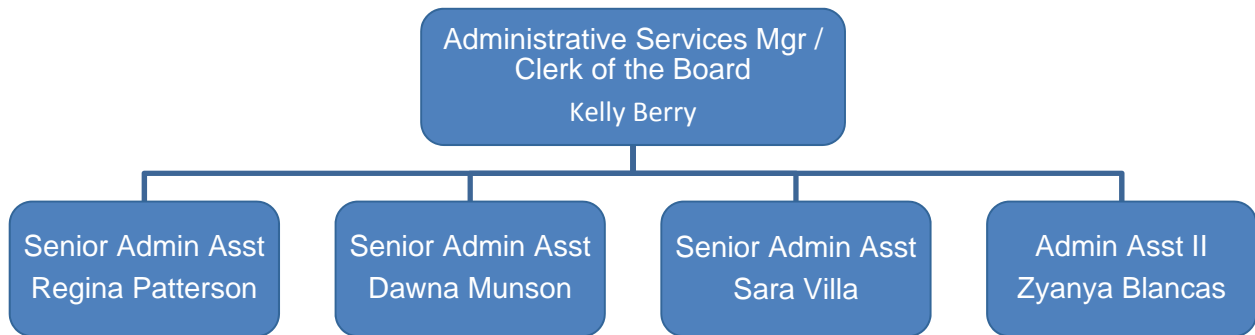 Administrative Services Mgr /
Clerk of the Board
Kelly Berry
Senior Admin Asst
Regina Patterson
Senior Admin Asst
Dawna Munson
Senior Admin Asst
Sara Villa
Admin Asst II
Zyanya Blancas